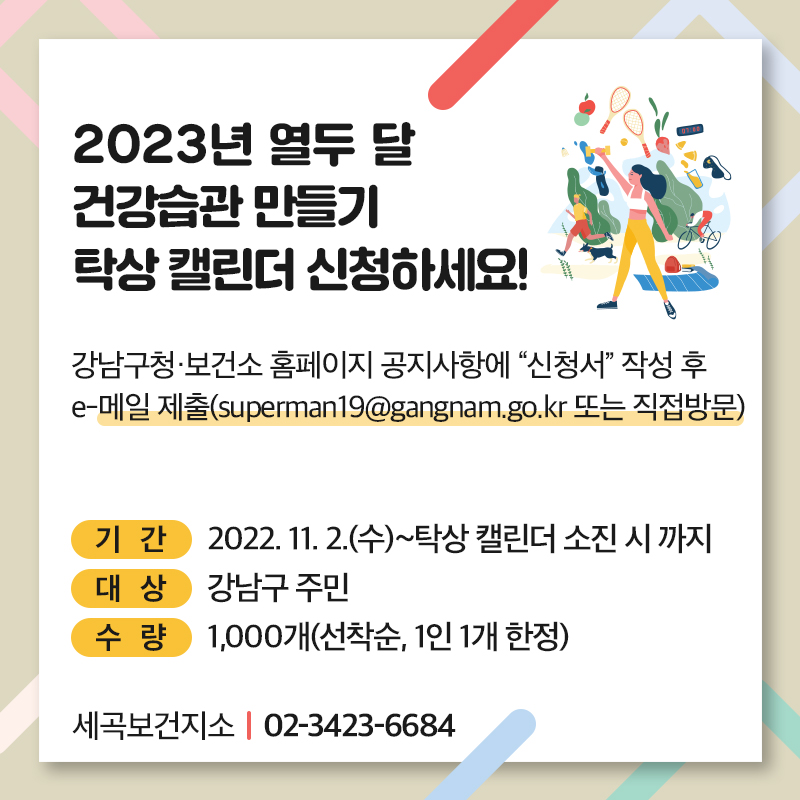 2023년 열두 달
건강습관 만들기
탁상 캘린더 신청하세요!
강남구청·보건소 홈페이지 공지사항에 “신청서” 작성 후
e-메일 제출(superman19@gangnam.go.kr 또는 직접방문)
기 간 2022. 11. 2.(수)~탁상 캘린더 소진 시 까지
대 상 강남구 주민
수 량 1,000개(선착순, 1인 1개 한정)
세곡보건지소 | 02-3423-6684